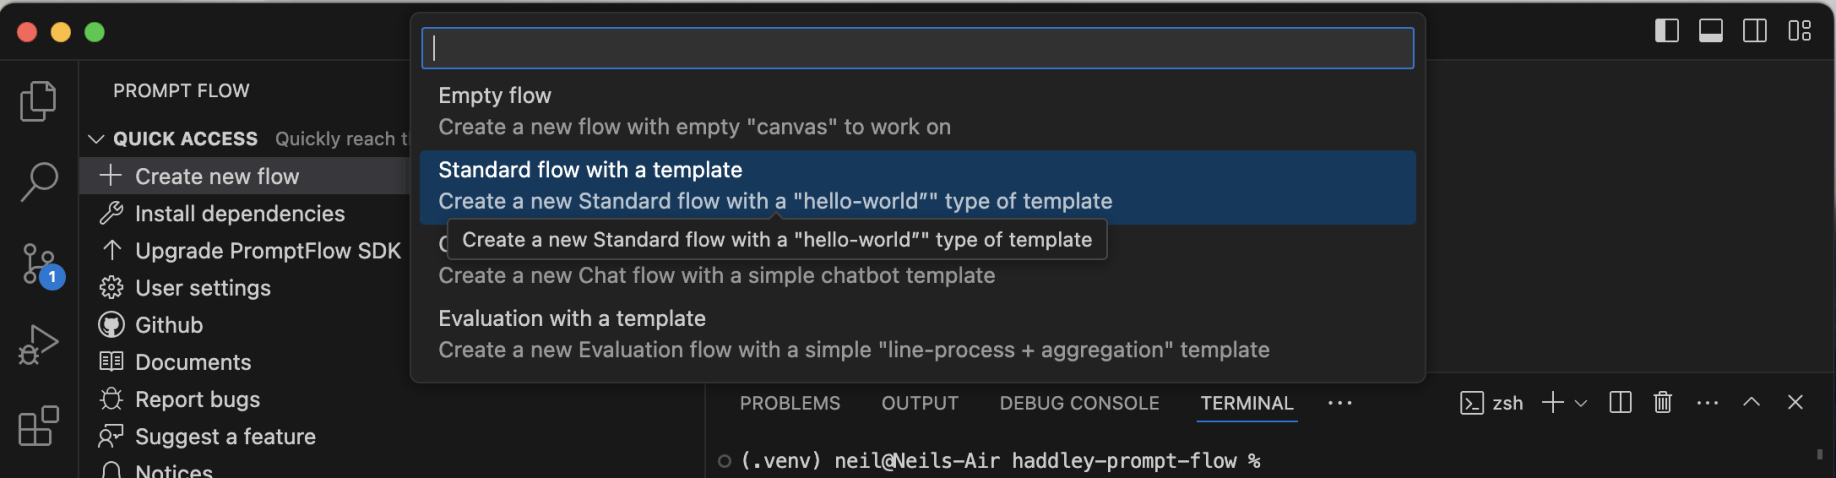 Empty flow
Create a new flow with empty "canvas" to work on
Standard flow with a template
Create a new Standard flow with a "hello-world”" type of template
Create a new Standard flow with a "hello-world”" type of template
C
Create a new Chat flow with a simple chatbot template
Evaluation with a template
Create a new Evaluation flow with a simple "line-process + aggregation" template
PROMPT FLOW
QUICK ACCESS Quickly reach t
Create new flow
Install dependencies
Upgrade PromptFlow SDK
User settings
Github
Documents
Report bugs
Suggest a feature
Notices
1
PROBLEMS OUTPUT DEBUG CONSOLE TERMINAL ··· zsh ···
(.venv) neil@Neils-Air haddley-prompt-flow %